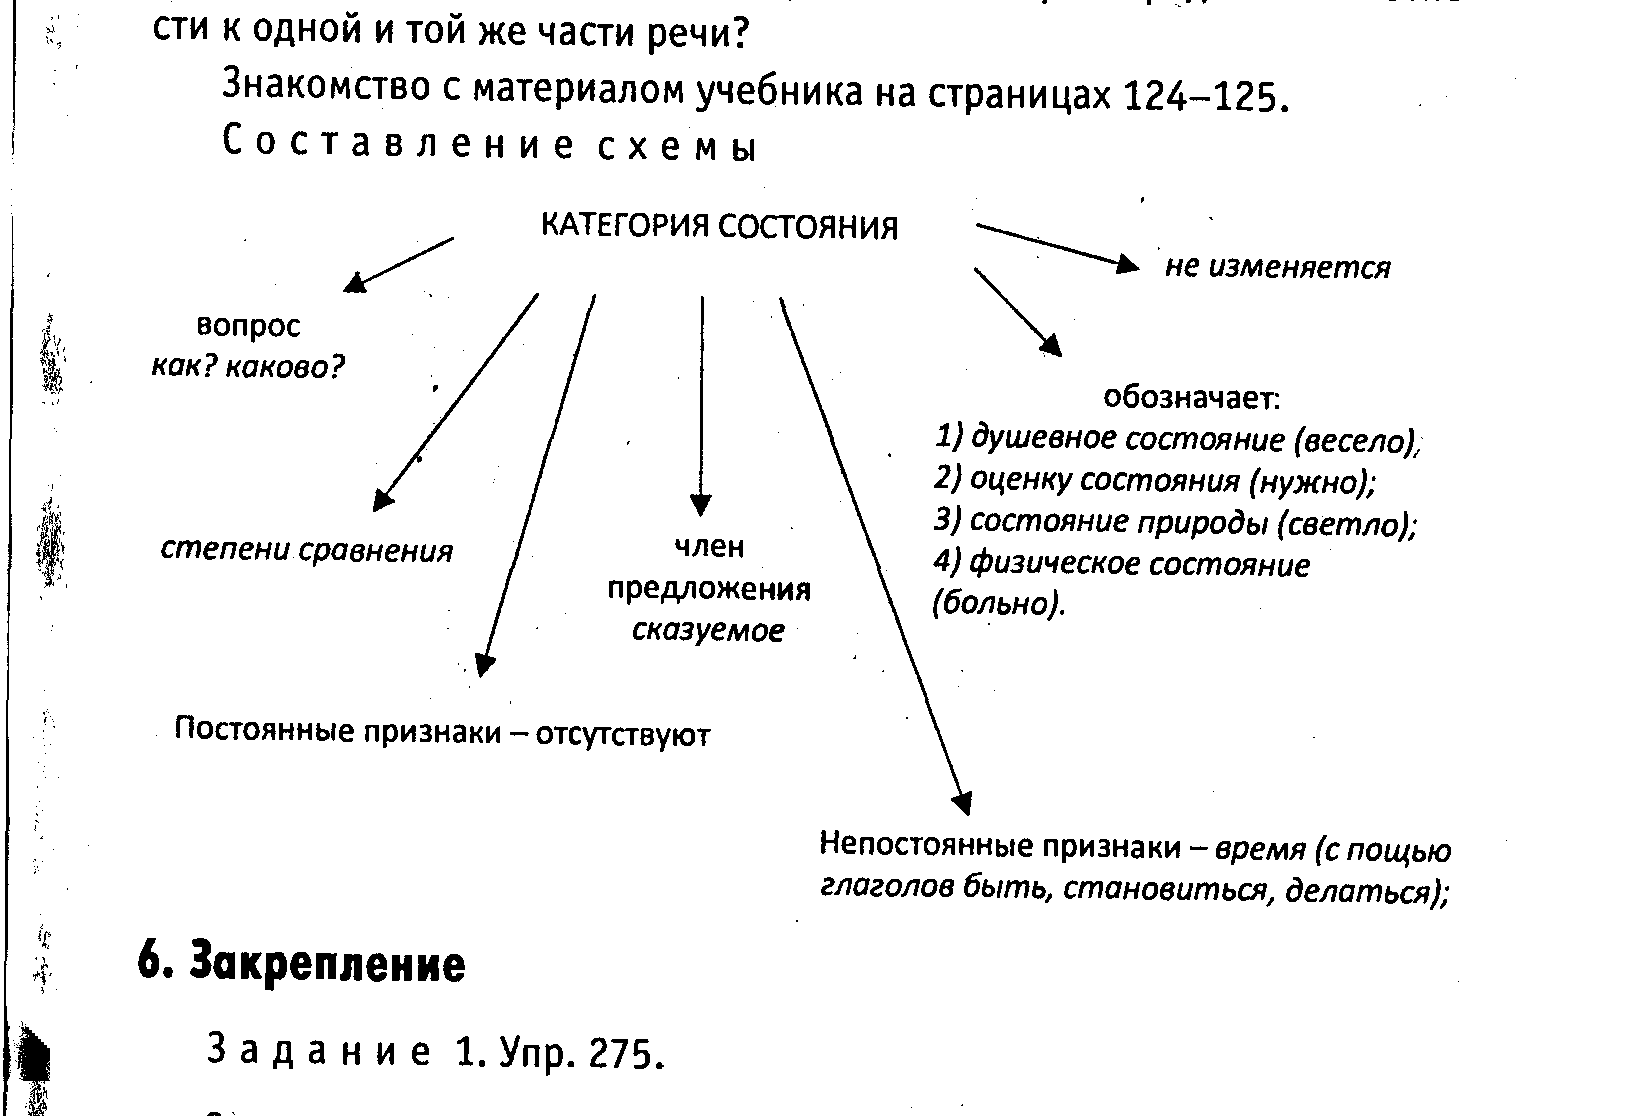 сти к одной и той же части речи?
Знакомство с материалом учебника на страницах 124–125.
Составление схемы
КАТЕГОРИЯ СОСТОЯНИЯ
не изменяется
вопрос
как? каково?
обозначает:
1) душевное состояние (весело),
2) оценку состояния (нужно);
3) состояние природы (светло);
4) физическое состояние
(больно).
степени сравнения
член
предложения
сказуемое
Постоянные признаки – отсутствуют
Непостоянные признаки – время (с пощью
глаголов быть, становиться, делаться);
6. Закрепление
Задание 1. Упр. 275.